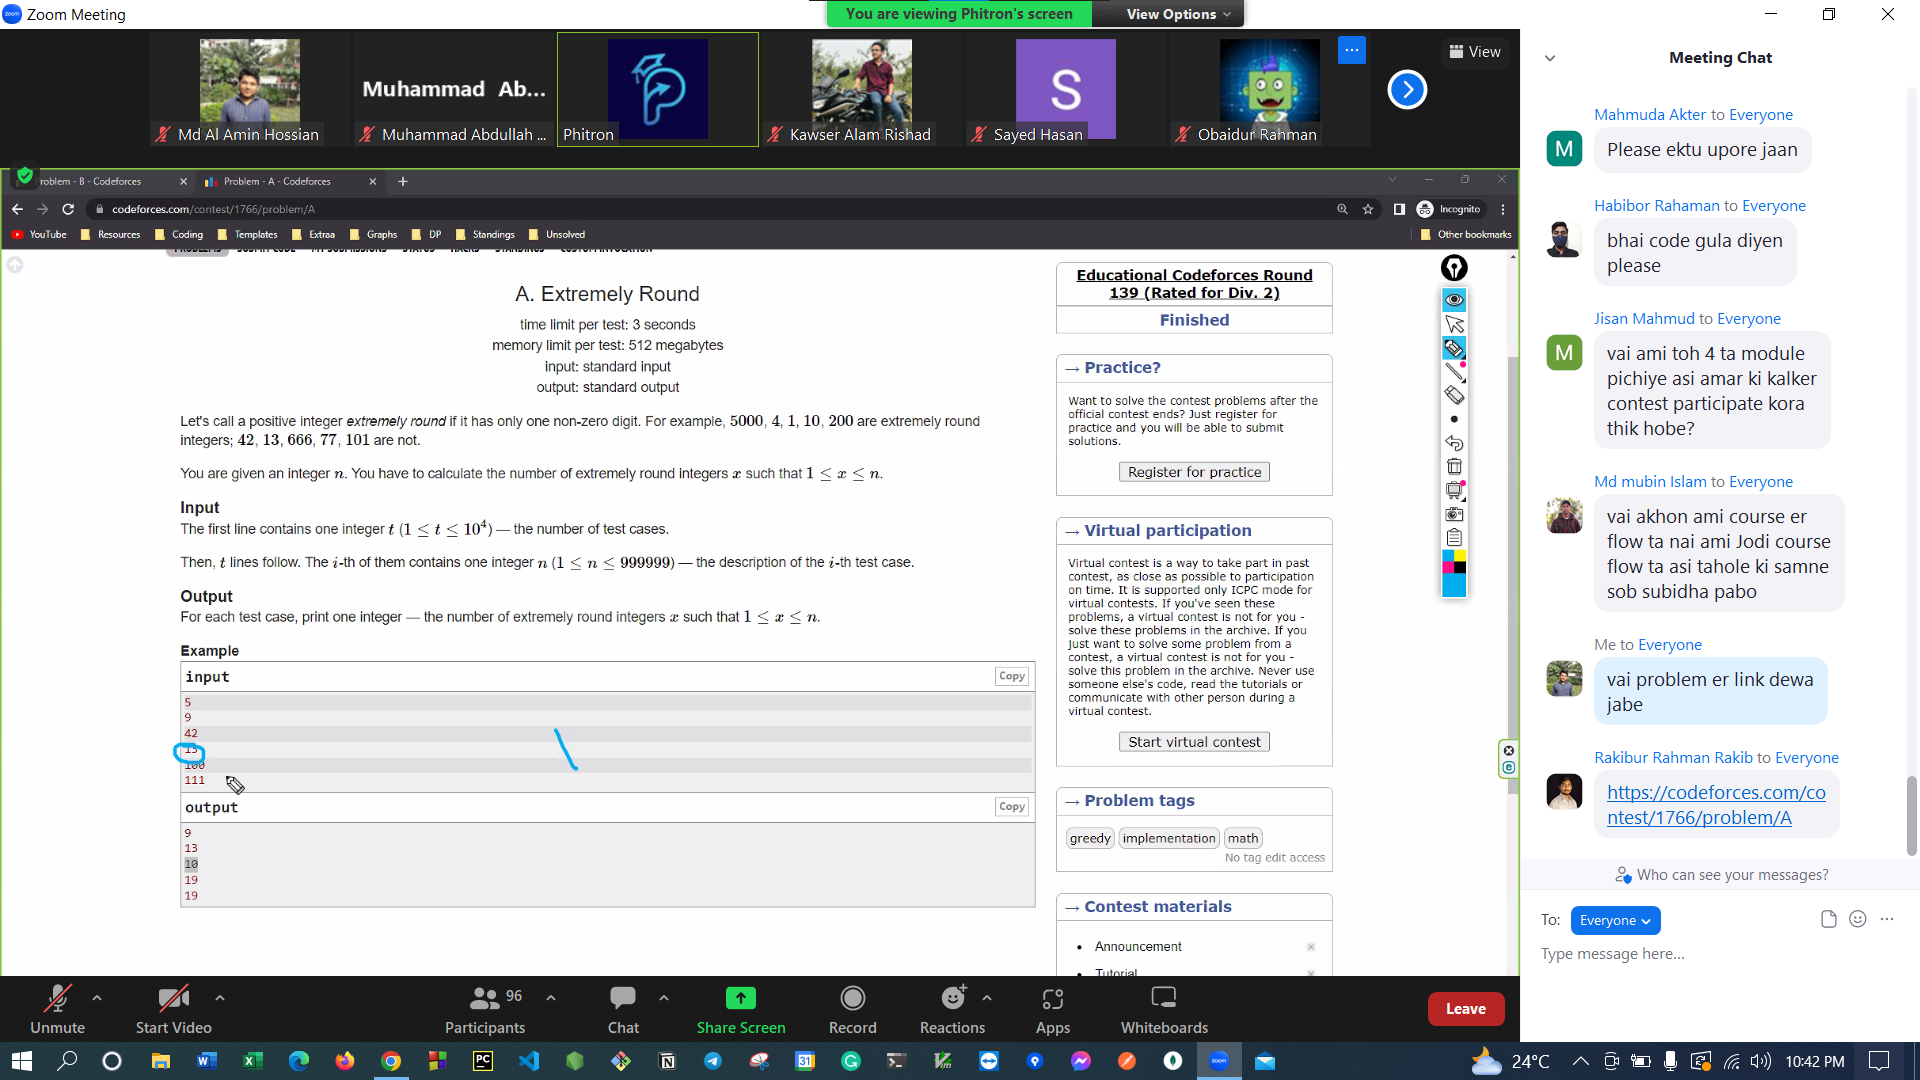 Zoom Meeting
You are viewing Phitron's screen
View Options
Md Al Amin Hossian
Muhammad Ab...
Muhammad Abdullah ...
Phitron
Kawser Alam Rishad
S
Sayed Hasan
Obaidur Rahman
View
roblem - B - Codeforces
Problem - A - Codeforces
codeforces.com/contest/1766/problem/A
Incognito
YouTube
Resources
Coding
Templates
Extraa
Graphs
DP
Standings
Unsolved
Other bookmarks
A. Extremely Round
time limit per test: 3 seconds
memory limit per test: 512 megabytes
input: standard input
output: standard output
Let's call a positive integer extremely round if it has only one non-zero digit. For example, 5000, 4, 1, 10, 200 are extremely round
integers; 42, 13, 666, 77, 101 are not.
You are given an integer n. You have to calculate the number of extremely round integers x such that 1 ≤ x ≤ n.
Input
The first line contains one integer t (1 ≤ t ≤ 10⁴) — the number of test cases.
Then, t lines follow. The i-th of them contains one integer n (1 ≤ n ≤ 999999) — the description of the i-th test case.
Output
For each test case, print one integer — the number of extremely round integers x such that 1 ≤ x ≤ n.
Example
input
Copy
5
9
42
13
100
111
output
Copy
9
13
10
19
19
Educational Codeforces Round
139 (Rated for Div. 2)
Finished
→ Practice?
Want to solve the contest problems after the
official contest ends? Just register for
practice and you will be able to submit
solutions.
Register for practice
→ Virtual participation
Virtual contest is a way to take part in past
contest, as close as possible to participation
on time. It is supported only ICPC mode for
virtual contests. If you've seen these
problems, a virtual contest is not for you -
solve these problems in the archive. If you
just want to solve some problem from a
contest, a virtual contest is not for you -
solve this problem in the archive. Never use
someone else's code, read the tutorials or
communicate with other person during a
virtual contest.
Start virtual contest
→ Problem tags
greedy
implementation
math
No tag edit access
→ Contest materials
Announcement
Tutorial
Meeting Chat
Mahmuda Akter to Everyone
M
Please ektu upore jaan
Habibor Rahaman to Everyone
bhai code gula diyen
please
Jisan Mahmud to Everyone
M
vai ami toh 4 ta module
pichiye asi amar ki kalker
contest participate kora
thik hobe?
Md mubin Islam to Everyone
vai akhon ami course er
flow ta nai ami Jodi course
flow ta asi tahole ki samne
sob subidha pabo
Me to Everyone
vai problem er link dewa
jabe
Rakibur Rahman Rakib to Everyone
https://codeforces.com/co
ntest/1766/problem/A
Who can see your messages?
To:
Everyone
Type message here...
Unmute
Start Video
96
Participants
Chat
Share Screen
Record
Reactions
Apps
Whiteboards
Leave
24°C
10:42 PM